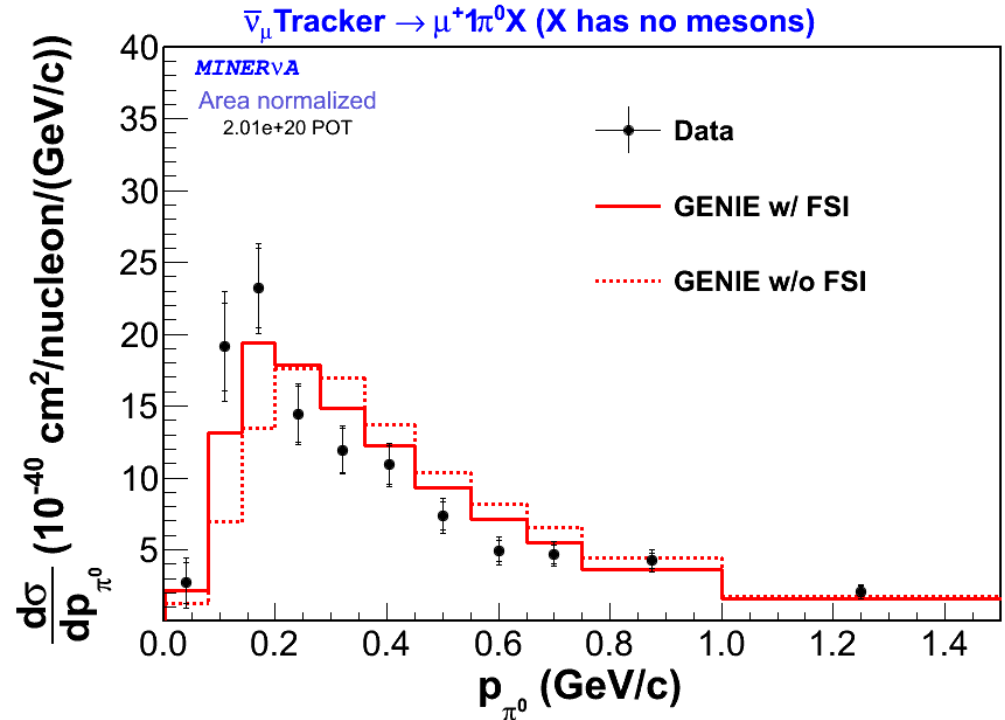 ν̅μTracker → μ⁺1π⁰X (X has no mesons)
MINERνA
Area normalized
2.01e+20 POT
Data
GENIE w/ FSI
GENIE w/o FSI
40
35
30
25
20
15
10
5
0.0 0.2 0.4 0.6 0.8 1.0 1.2 1.4
pπ⁰ (GeV/c)
dσ/dpπ⁰ (10⁻⁴⁰ cm²/nucleon/(GeV/c))